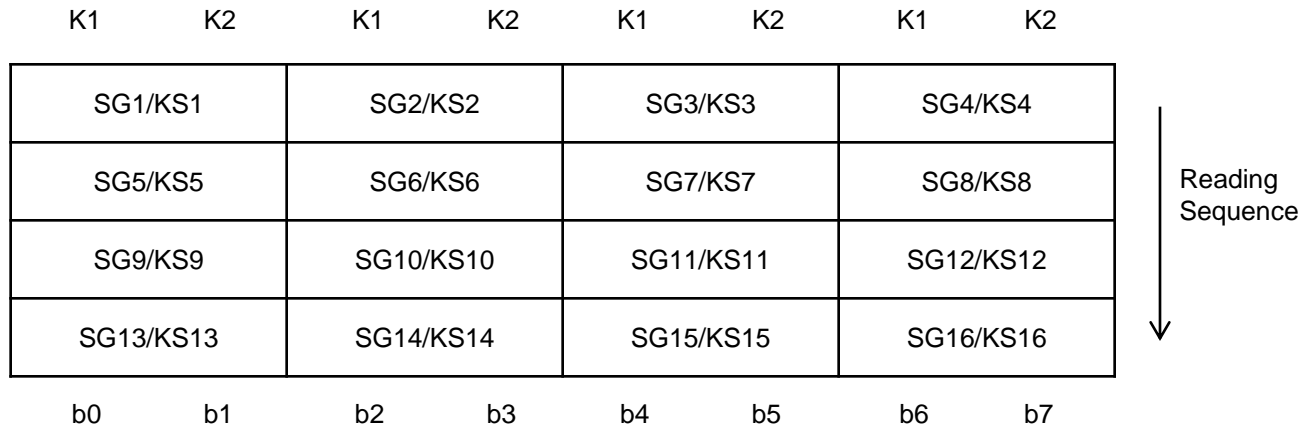 K1 K2 K1 K2 K1 K2 K1 K2
SG1/KS1 SG2/KS2 SG3/KS3 SG4/KS4
SG5/KS5 SG6/KS6 SG7/KS7 SG8/KS8
Reading
Sequence
SG9/KS9 SG10/KS10 SG11/KS11 SG12/KS12
SG13/KS13 SG14/KS14 SG15/KS15 SG16/KS16
b0 b1 b2 b3 b4 b5 b6 b7